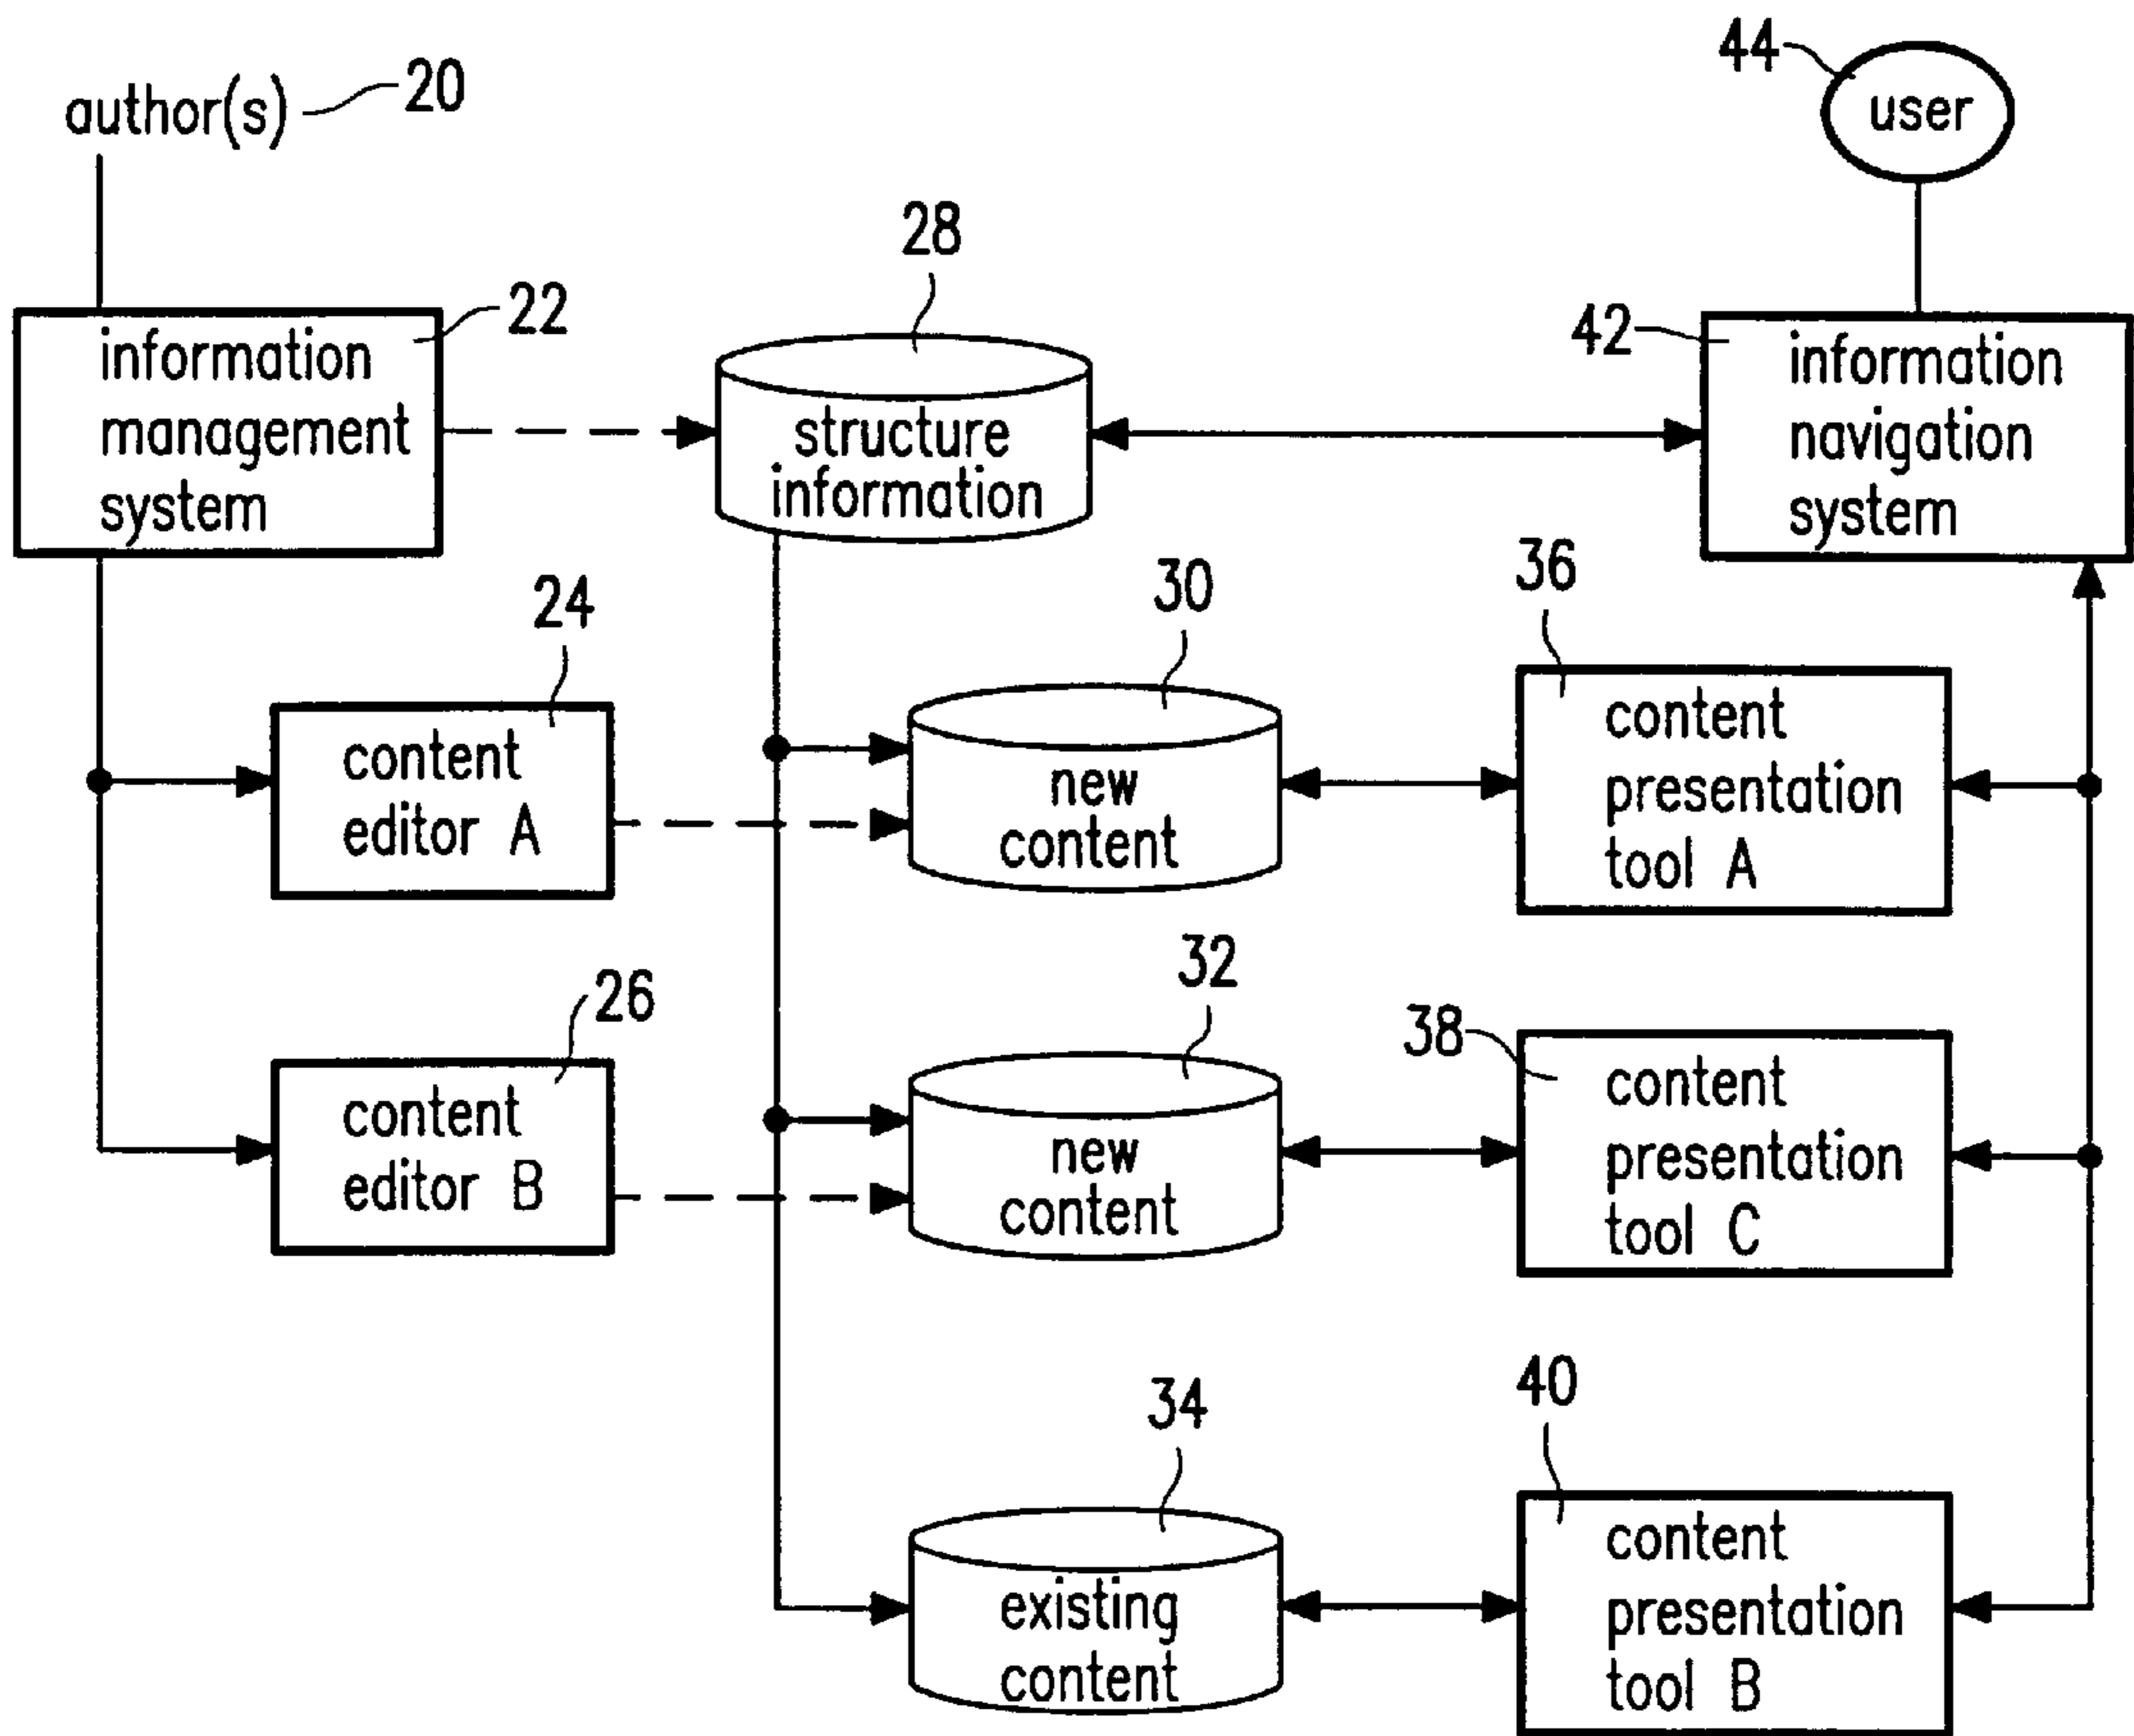 author(s)
20
44
user
22
information
management
system
28
structure
information
42
information
navigation
system
24
content
editor A
30
new
content
36
content
presentation
tool A
26
content
editor B
32
new
content
38
content
presentation
tool C
34
existing
content
40
content
presentation
tool B